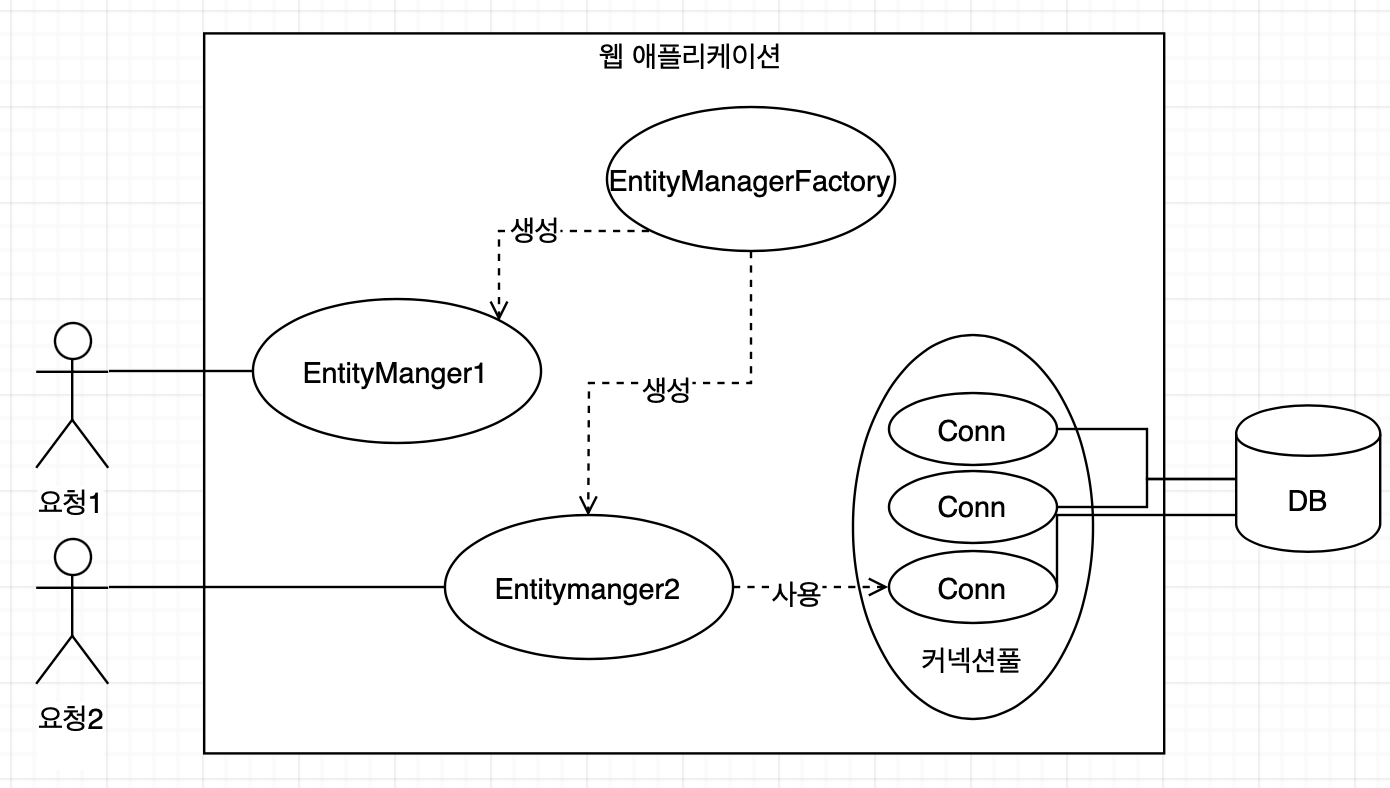 웹 애플리케이션
EntityManagerFactory
생성
EntityManger1
생성
요청1
Conn
Conn
DB
Entitymanger2
사용
Conn
커넥션풀
요청2